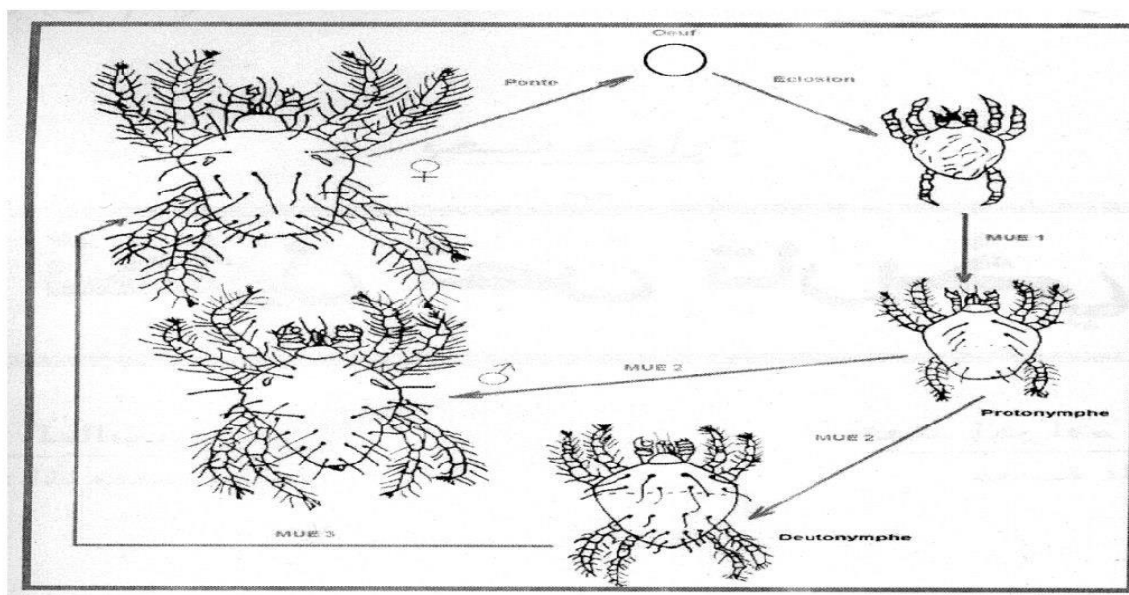 Oeuf
Ponte
Eclosion
MUE 1
MUE 2
Protonymphe
MUE 2
Deutonymphe
MUE 3